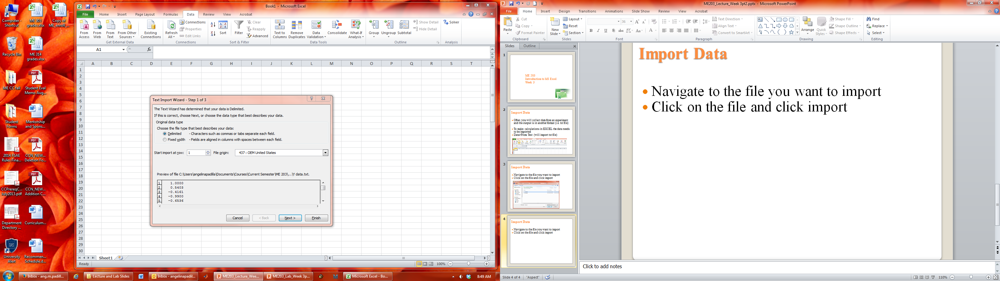 Computer -
Shortcut
ME 303
grades.xlsx
Copy of
ME_enroll_...
Recycle Bin
ME 314
grades.xlsx
ME CC fall
Student Eval
Memo Aug...
Student
Forms
Mentorship
and Spons...
2014 FSAE
Rules Fina...
CCN_NEW...
Deletion Fo...
CCPrereqC...
July2013.pdf
CCN_NEW...
Addition C...
Department
Directory ...
Curriculum...
University
Alert
Recommen...
Schedule.d...
Book1 - Microsoft Excel
File Home Insert Page Layout Formulas Data Review View Acrobat
From Access
From Web
From Text
From Other Sources
Existing Connections
Get External Data
Refresh All
Connections
Properties
Edit Links
Connections
Sort
Filter
Clear
Reapply
Advanced
Sort & Filter
Text to Columns
Remove Duplicates
Data Validation
Consolidate
What-If Analysis
Data Tools
Group
Ungroup
Subtotal
Show Detail
Hide Detail
Outline
Solver
Analysis
A1 fx
A B C D E F G H I J K L M N O P Q R S T
1
2
3
4
5
6
7
8
9
10
11
12
13
14
15
16
17
18
19
20
21
22
23
24
25
26
27
28
29
30
Text Import Wizard - Step 1 of 3
The Text Wizard has determined that your data is Delimited.
If this is correct, choose Next, or choose the data type that best describes your data.
Original data type
Choose the file type that best describes your data:
Delimited - Characters such as commas or tabs separate each field.
Fixed width - Fields are aligned in columns with spaces between each field.
Start import at row: 1 File origin: 437 : OEM United States
Preview of file C:\Users\angelinapadilla\Documents\Courses\Current Semester\ME 203\...\Y data.txt.
1 1.0000
2 0.5403
3 -0.4161
4 -0.9900
5 -0.6536
Cancel < Back Next > Finish
Sheet1
Ready 100%
Inbox - ang.m.padill...
Lecture and Lab Slides
Inbox - angelinapadil...
ME203_Lecture_Wee...
ME203_Lab_Week 3p...
Microsoft Excel - Bo...
8:49 AM
ME203_Lecture_Week 3pt2.pptx - Microsoft PowerPoint
File Home Insert Design Transitions Animations Slide Show Review View Acrobat
Paste
Cut
Copy
Format Painter
Clipboard
New Slide
Layout
Reset
Section
Slides
36
B I U S abc AV Aa A
Font
Text Direction
Align Text
Convert to SmartArt
Paragraph
Arrange
Quick Styles
Shape Fill
Shape Outline
Shape Effects
Drawing
Find
Replace
Select
Editing
Slides Outline
1
ME 203
Introduction to MS Excel
Week 3
2
Import Data
Often you will collect data from an experiment
and the output is in another format (i.e. txt file)
To make calculations in EXCEL the data needs
to be imported
Data>From Text (will import txt file)
3
Import Data
Navigate to the file you want to import
Click on the file and click import
4
Import Data
Navigate to the file you want to import
Click on the file and click import
Import Data
• Navigate to the file you want to import
• Click on the file and click import
Click to add notes
Slide 4 of 4 "Aspect" 110%